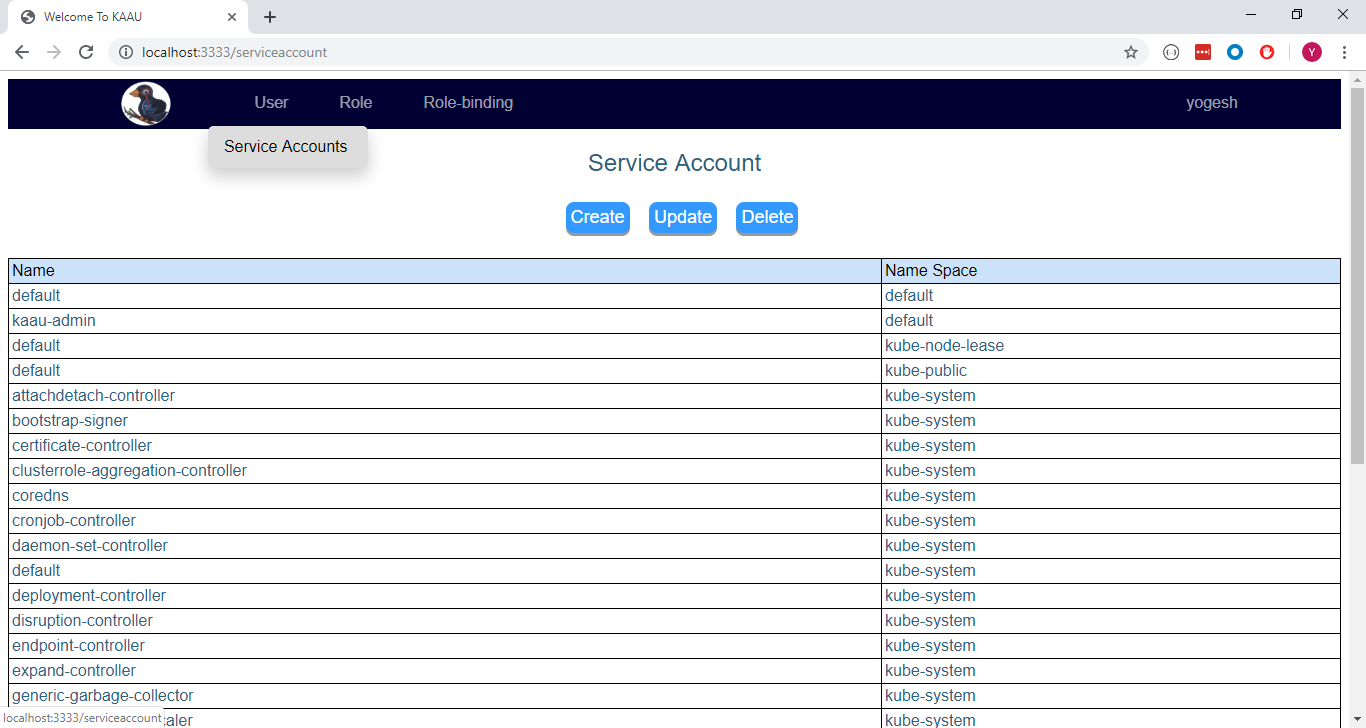 Welcome To KAAU
localhost:3333/serviceaccount
Y
User Role Role-binding yogesh
Service Accounts
Service Account
Create Update Delete
Name Name Space
default default
kaau-admin default
default kube-node-lease
default kube-public
attachdetach-controller kube-system
bootstrap-signer kube-system
certificate-controller kube-system
clusterrole-aggregation-controller kube-system
coredns kube-system
cronjob-controller kube-system
daemon-set-controller kube-system
default kube-system
deployment-controller kube-system
disruption-controller kube-system
endpoint-controller kube-system
expand-controller kube-system
generic-garbage-collector kube-system
localhost:3333/serviceaccount
kube-system